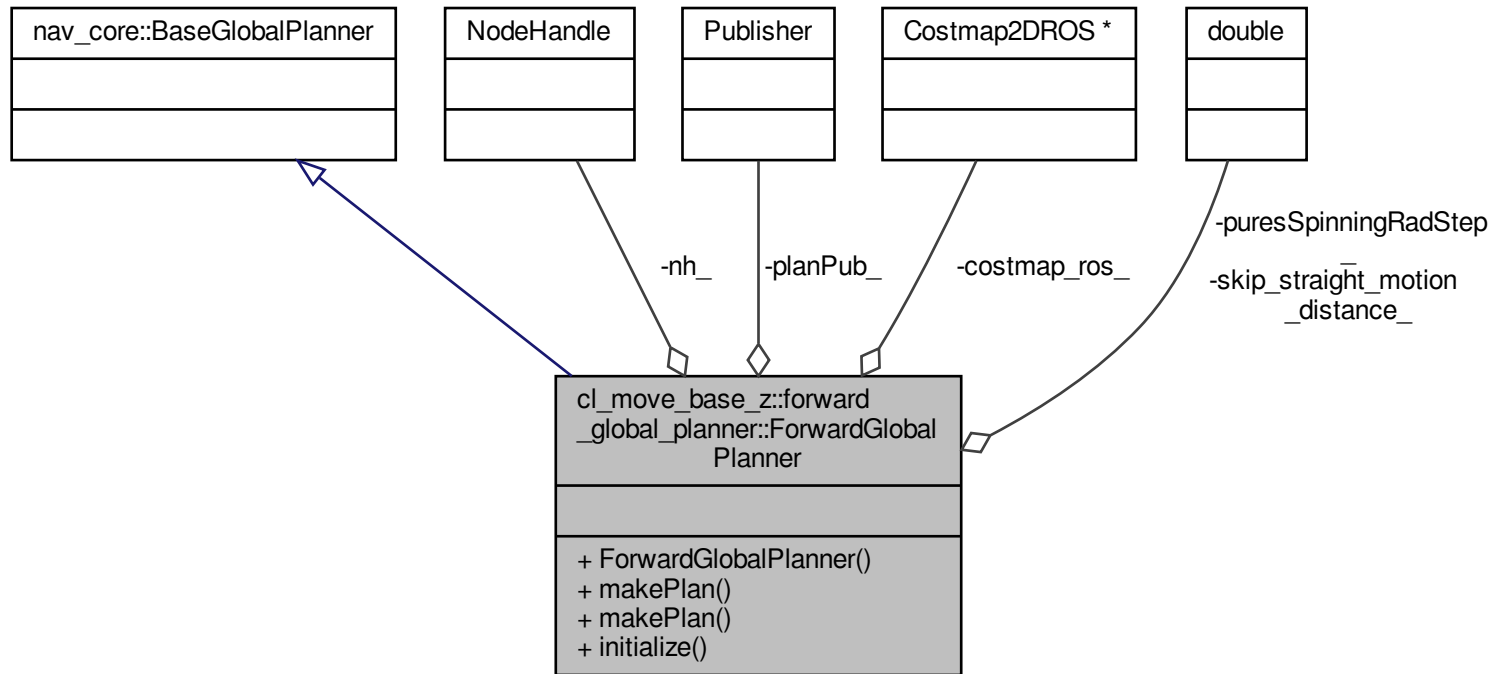 nav_core::BaseGlobalPlanner
NodeHandle
Publisher
Costmap2DROS *
double
-nh_
-planPub_
-costmap_ros_
-puresSpinningRadStep
_
-skip_straight_motion
_distance_
cl_move_base_z::forward
_global_planner::ForwardGlobal
Planner
+ ForwardGlobalPlanner()
+ makePlan()
+ makePlan()
+ initialize()